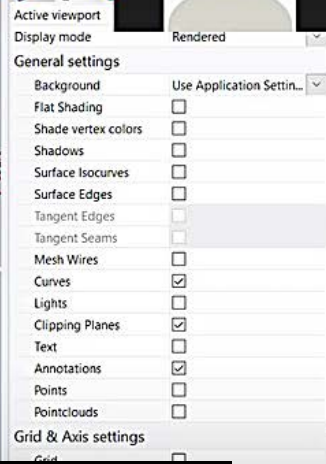 Active viewport
Display mode Rendered
General settings
Background Use Application Settin...
Flat Shading
Shade vertex colors
Shadows
Surface Isocurves
Surface Edges
Tangent Edges
Tangent Seams
Mesh Wires
Curves
Lights
Clipping Planes
Text
Annotations
Points
Pointclouds
Grid & Axis settings
Grid